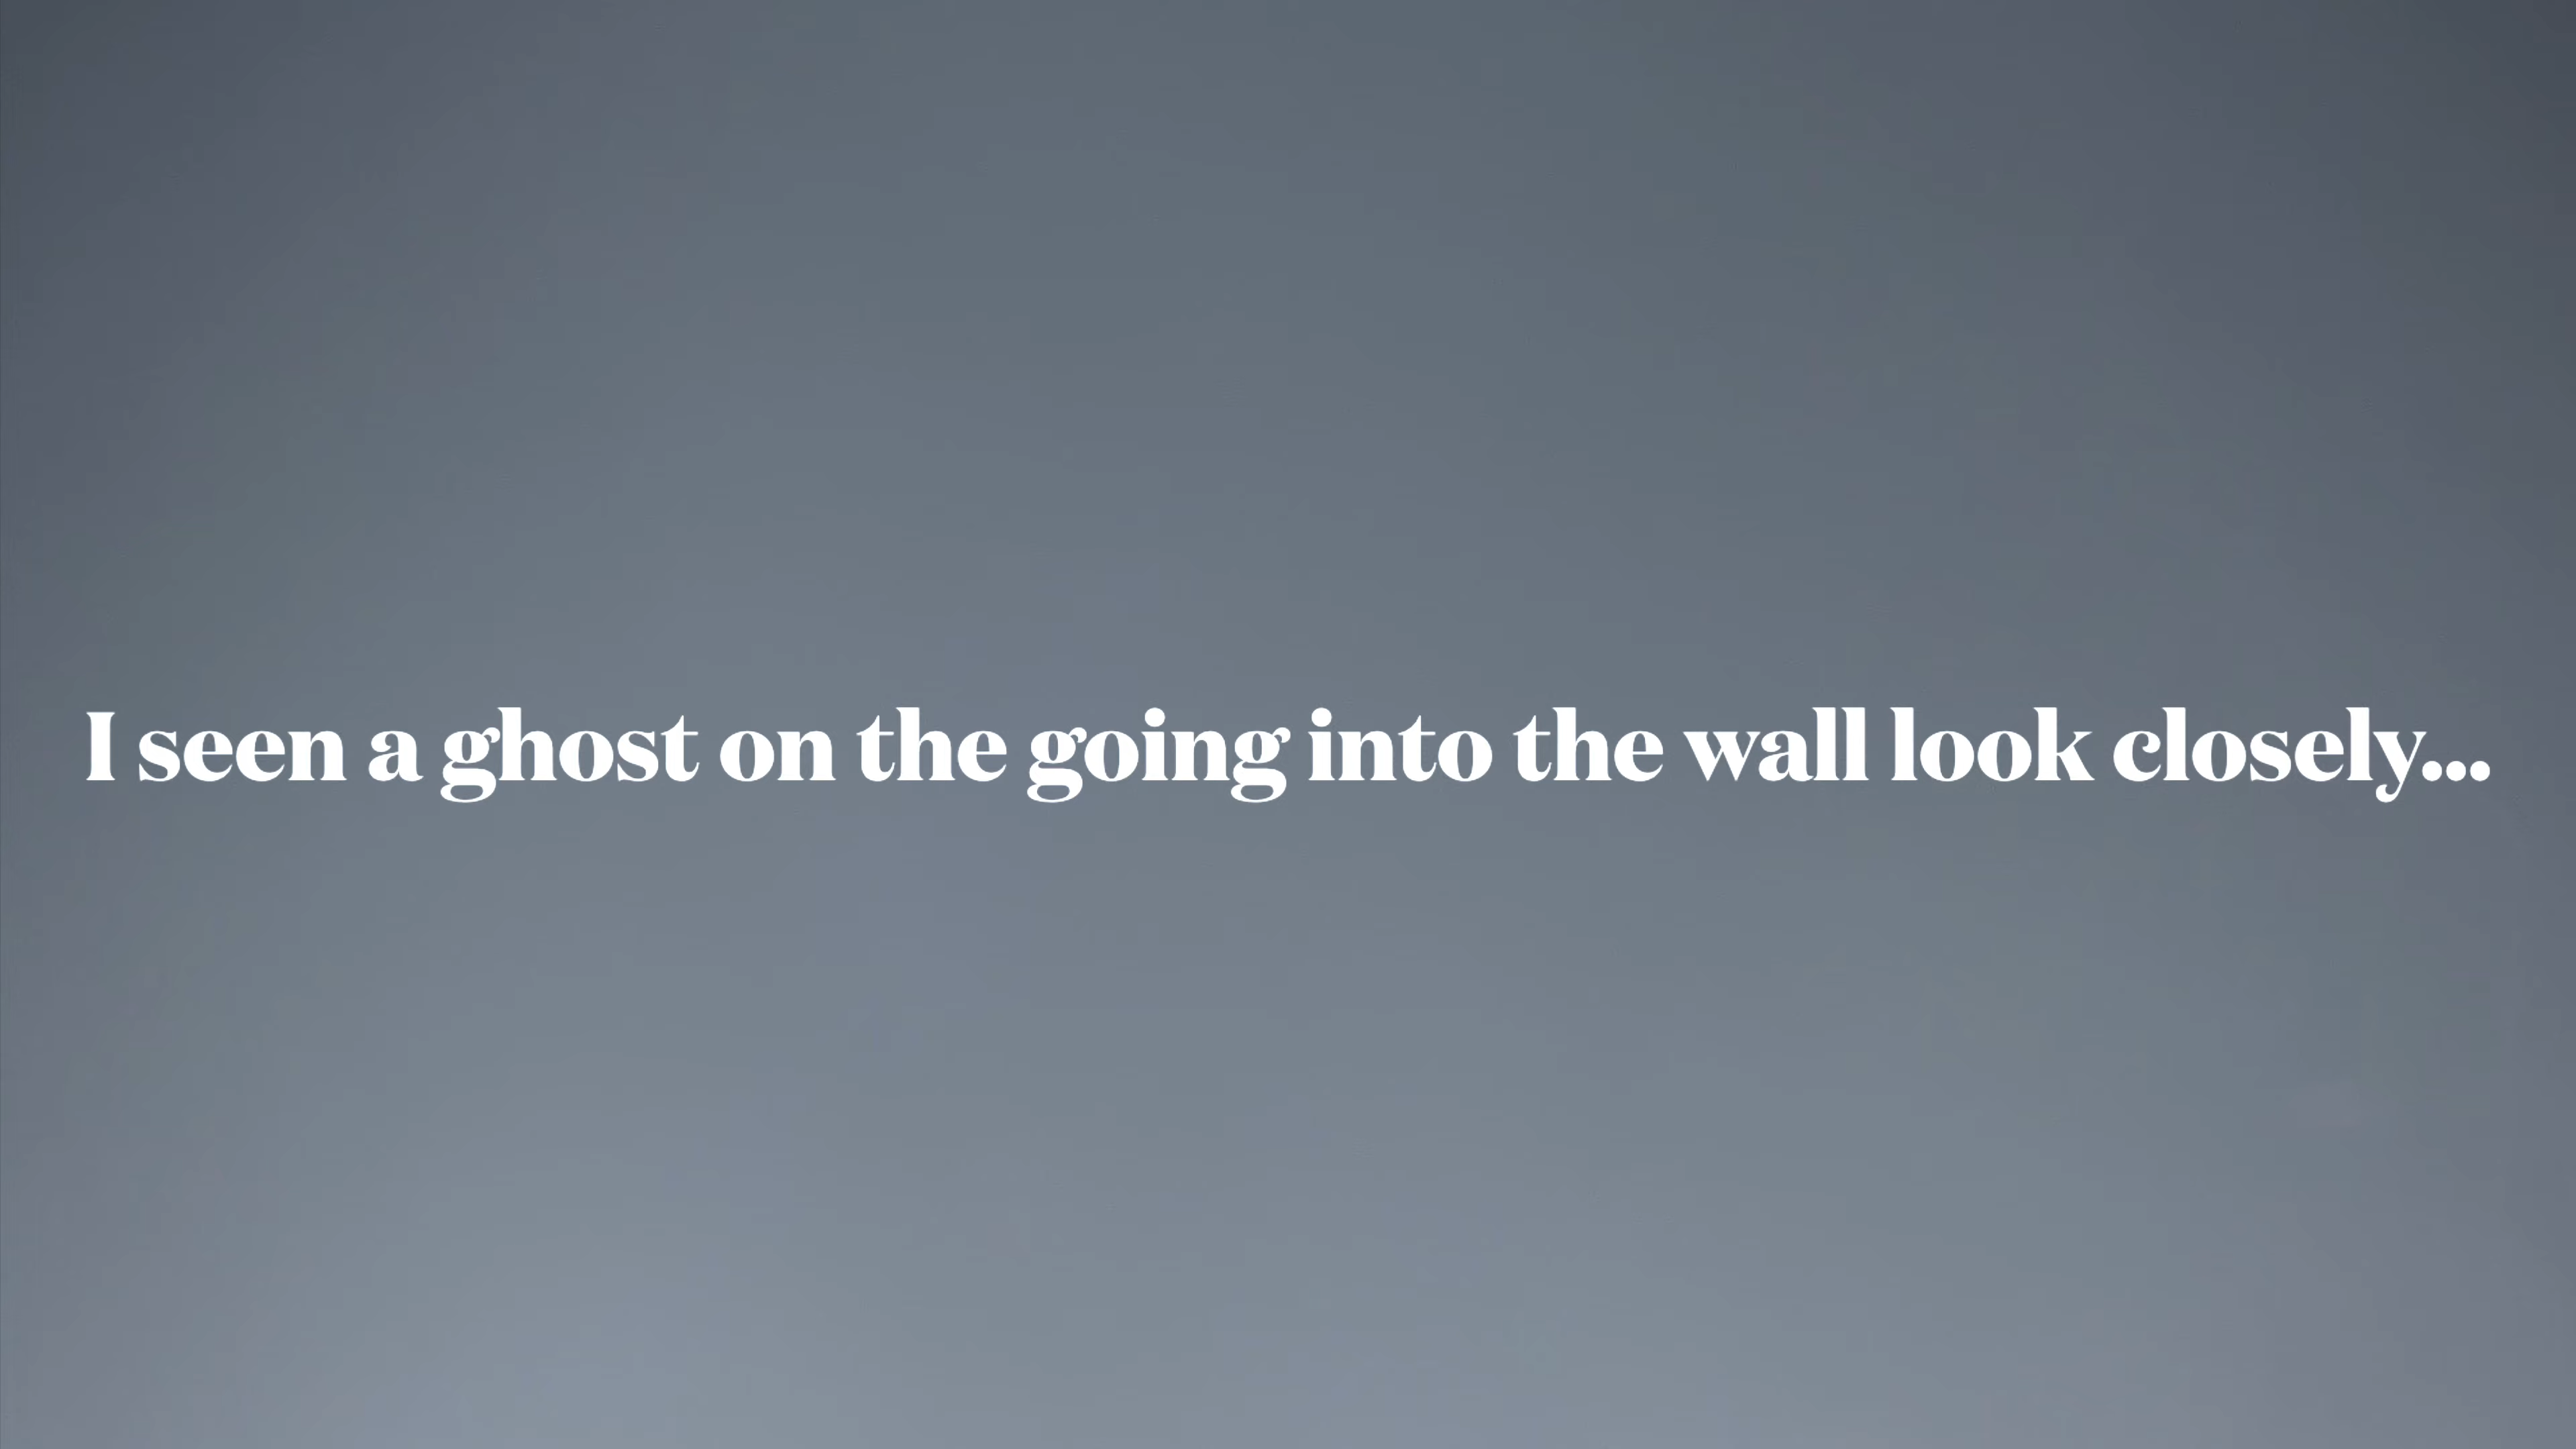 I seen a ghost on the going into the wall look closely...